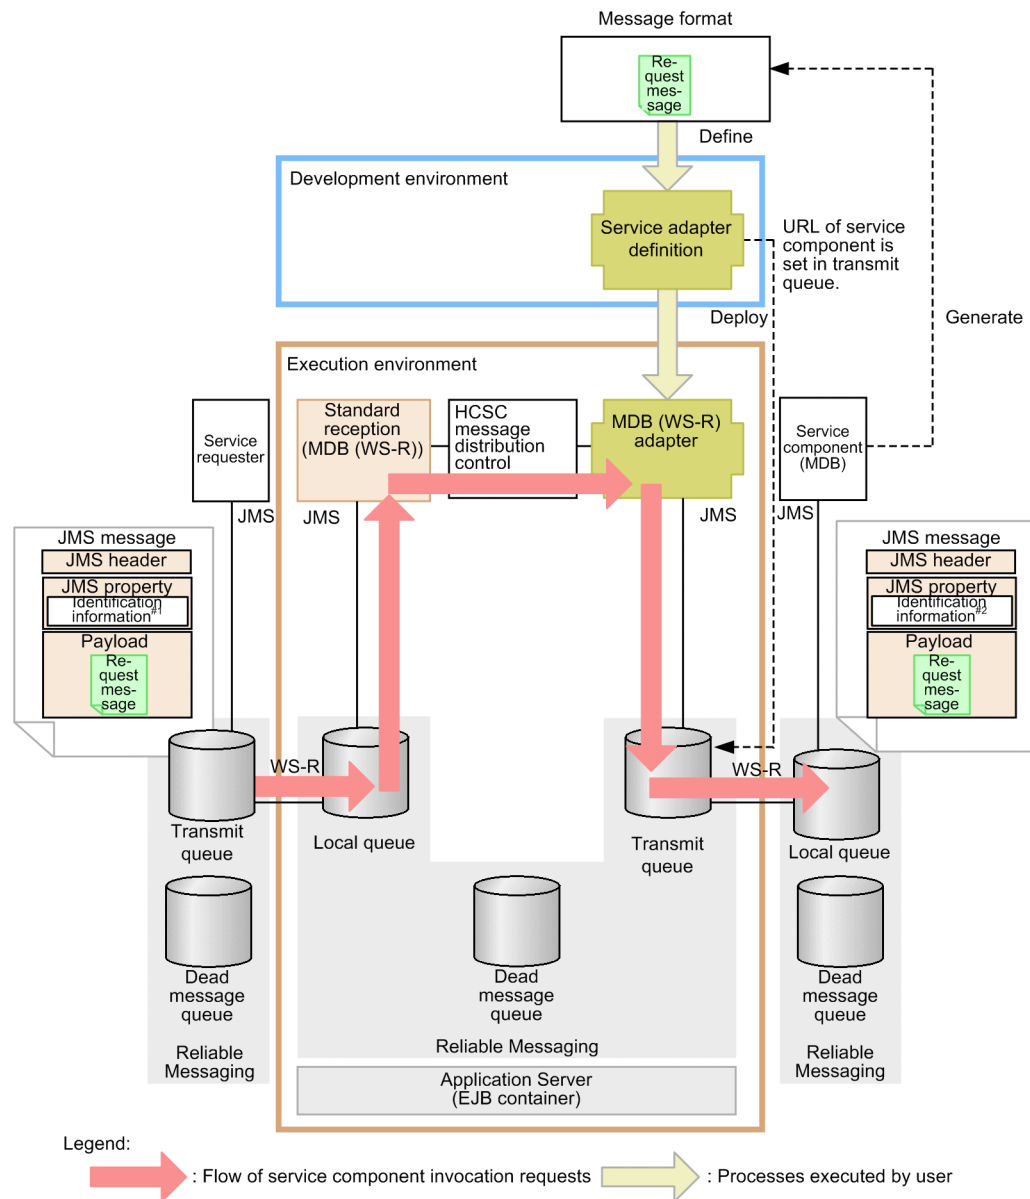 Message format
Re-
quest
mes-
sage
Define
Development environment
Service adapter
definition
URL of service
component is
set in transmit
queue.
Deploy
Generate
Execution environment
Service
requester
Standard
reception
(MDB (WS-R))
HCSC
message
distribution
control
MDB (WS-R)
adapter
Service
component
(MDB)
JMS
JMS
JMS
JMS
JMS message
JMS header
JMS property
Identification
information#1
Payload
Re-
quest
mes-
sage
JMS message
JMS header
JMS property
Identification
information#2
Payload
Re-
quest
mes-
sage
WS-R
WS-R
Transmit
queue
Local queue
Transmit
queue
Local queue
Dead
message
queue
Dead
message
queue
Dead
message
queue
Reliable
Messaging
Reliable Messaging
Reliable
Messaging
Application Server
(EJB container)
Legend:
: Flow of service component invocation requests
: Processes executed by user